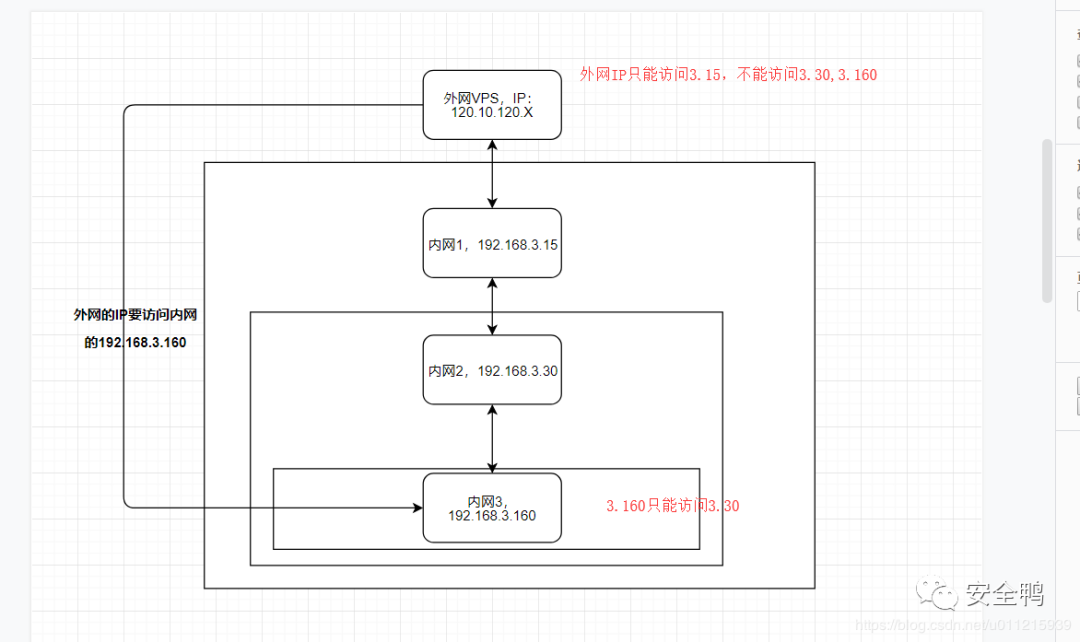 外网IP只能访问3.15，不能访问3.30,3.160
外网VPS，IP：
120.10.120.X
内网1，192.168.3.15
外网的IP要访问内网
的192.168.3.160
内网2，192.168.3.30
内网3，
192.168.3.160
3.160只能访问3.30
安全鸭
https://blog.csdn.net/u011215939